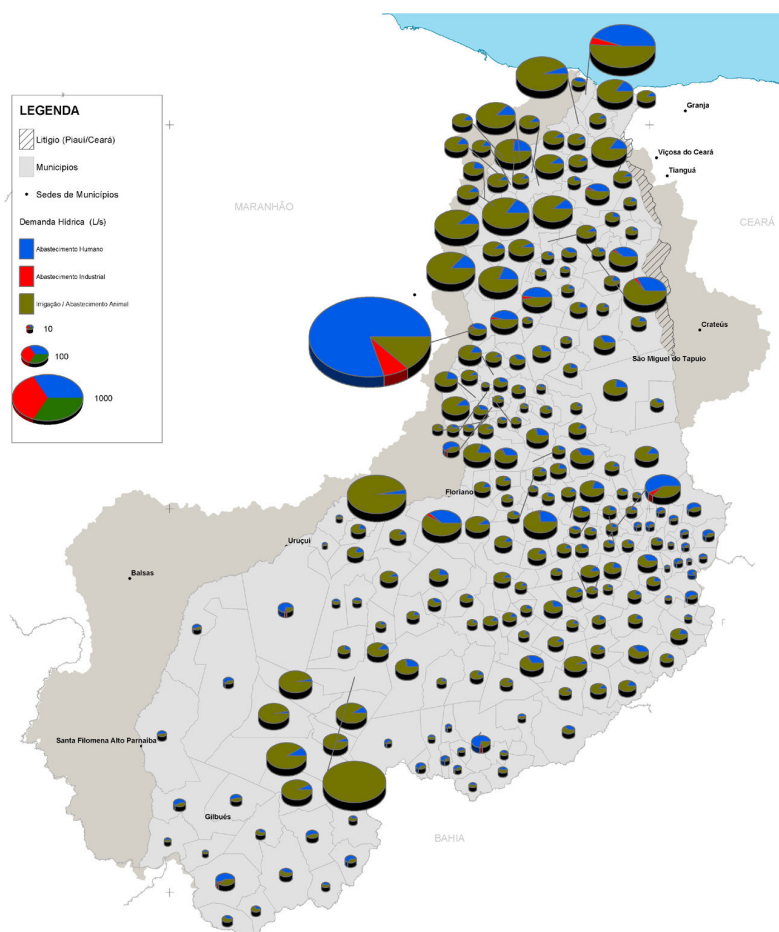 LEGENDA
Litígio (Piauí/Ceará)
Municipios
Sedes de Municípios
Demanda Hídrica (L/s)
Abastecimento Humano
Abastecimento Industrial
Irrigação / Abastecimento Animal
10
100
1000
Granja
Viçosa do Ceará
Tianguá
MARANHÃO
CEARÁ
Crateús
São Miguel do Tapuio
Floriano
Uruçuí
Balsas
Santa Filomena Alto Parnaíba
Gilbués
BAHIA